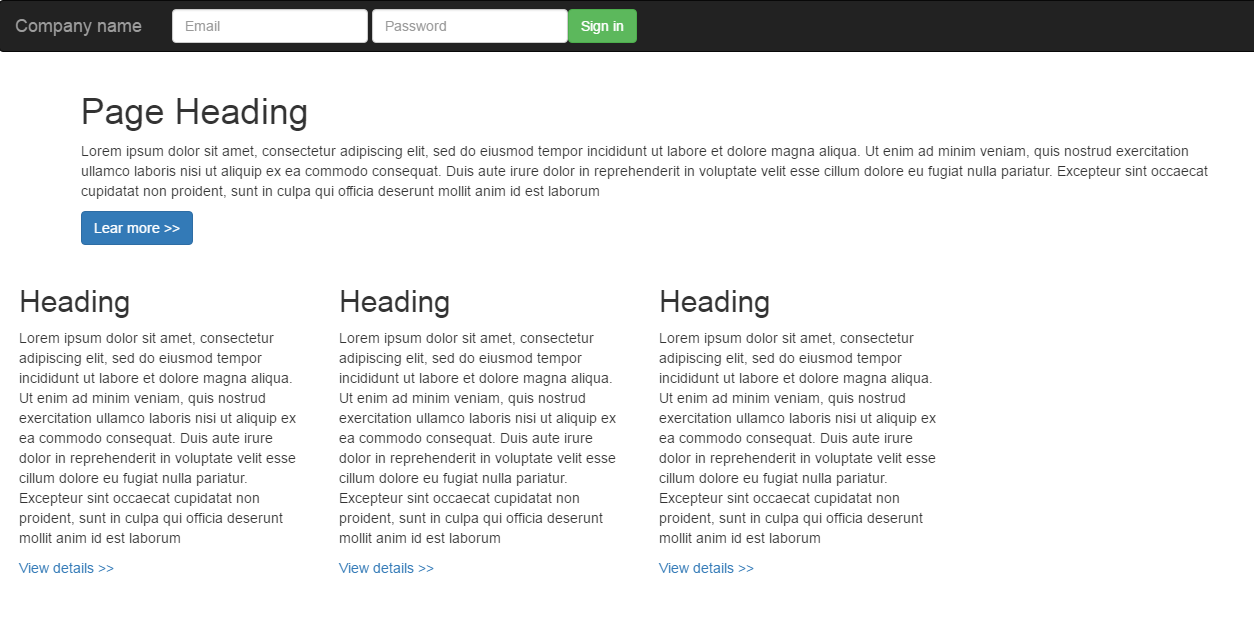 Company name Email Password Sign in
Page Heading
Lorem ipsum dolor sit amet, consectetur adipiscing elit, sed do eiusmod tempor incididunt ut labore et dolore magna aliqua. Ut enim ad minim veniam, quis nostrud exercitation
ullamco laboris nisi ut aliquip ex ea commodo consequat. Duis aute irure dolor in reprehenderit in voluptate velit esse cillum dolore eu fugiat nulla pariatur. Excepteur sint occaecat
cupidatat non proident, sunt in culpa qui officia deserunt mollit anim id est laborum
Lear more >>
Heading
Lorem ipsum dolor sit amet, consectetur
adipiscing elit, sed do eiusmod tempor
incididunt ut labore et dolore magna aliqua.
Ut enim ad minim veniam, quis nostrud
exercitation ullamco laboris nisi ut aliquip ex
ea commodo consequat. Duis aute irure
dolor in reprehenderit in voluptate velit esse
cillum dolore eu fugiat nulla pariatur.
Excepteur sint occaecat cupidatat non
proident, sunt in culpa qui officia deserunt
mollit anim id est laborum
View details >>
Heading
Lorem ipsum dolor sit amet, consectetur
adipiscing elit, sed do eiusmod tempor
incididunt ut labore et dolore magna aliqua.
Ut enim ad minim veniam, quis nostrud
exercitation ullamco laboris nisi ut aliquip ex
ea commodo consequat. Duis aute irure
dolor in reprehenderit in voluptate velit esse
cillum dolore eu fugiat nulla pariatur.
Excepteur sint occaecat cupidatat non
proident, sunt in culpa qui officia deserunt
mollit anim id est laborum
View details >>
Heading
Lorem ipsum dolor sit amet, consectetur
adipiscing elit, sed do eiusmod tempor
incididunt ut labore et dolore magna aliqua.
Ut enim ad minim veniam, quis nostrud
exercitation ullamco laboris nisi ut aliquip ex
ea commodo consequat. Duis aute irure
dolor in reprehenderit in voluptate velit esse
cillum dolore eu fugiat nulla pariatur.
Excepteur sint occaecat cupidatat non
proident, sunt in culpa qui officia deserunt
mollit anim id est laborum
View details >>